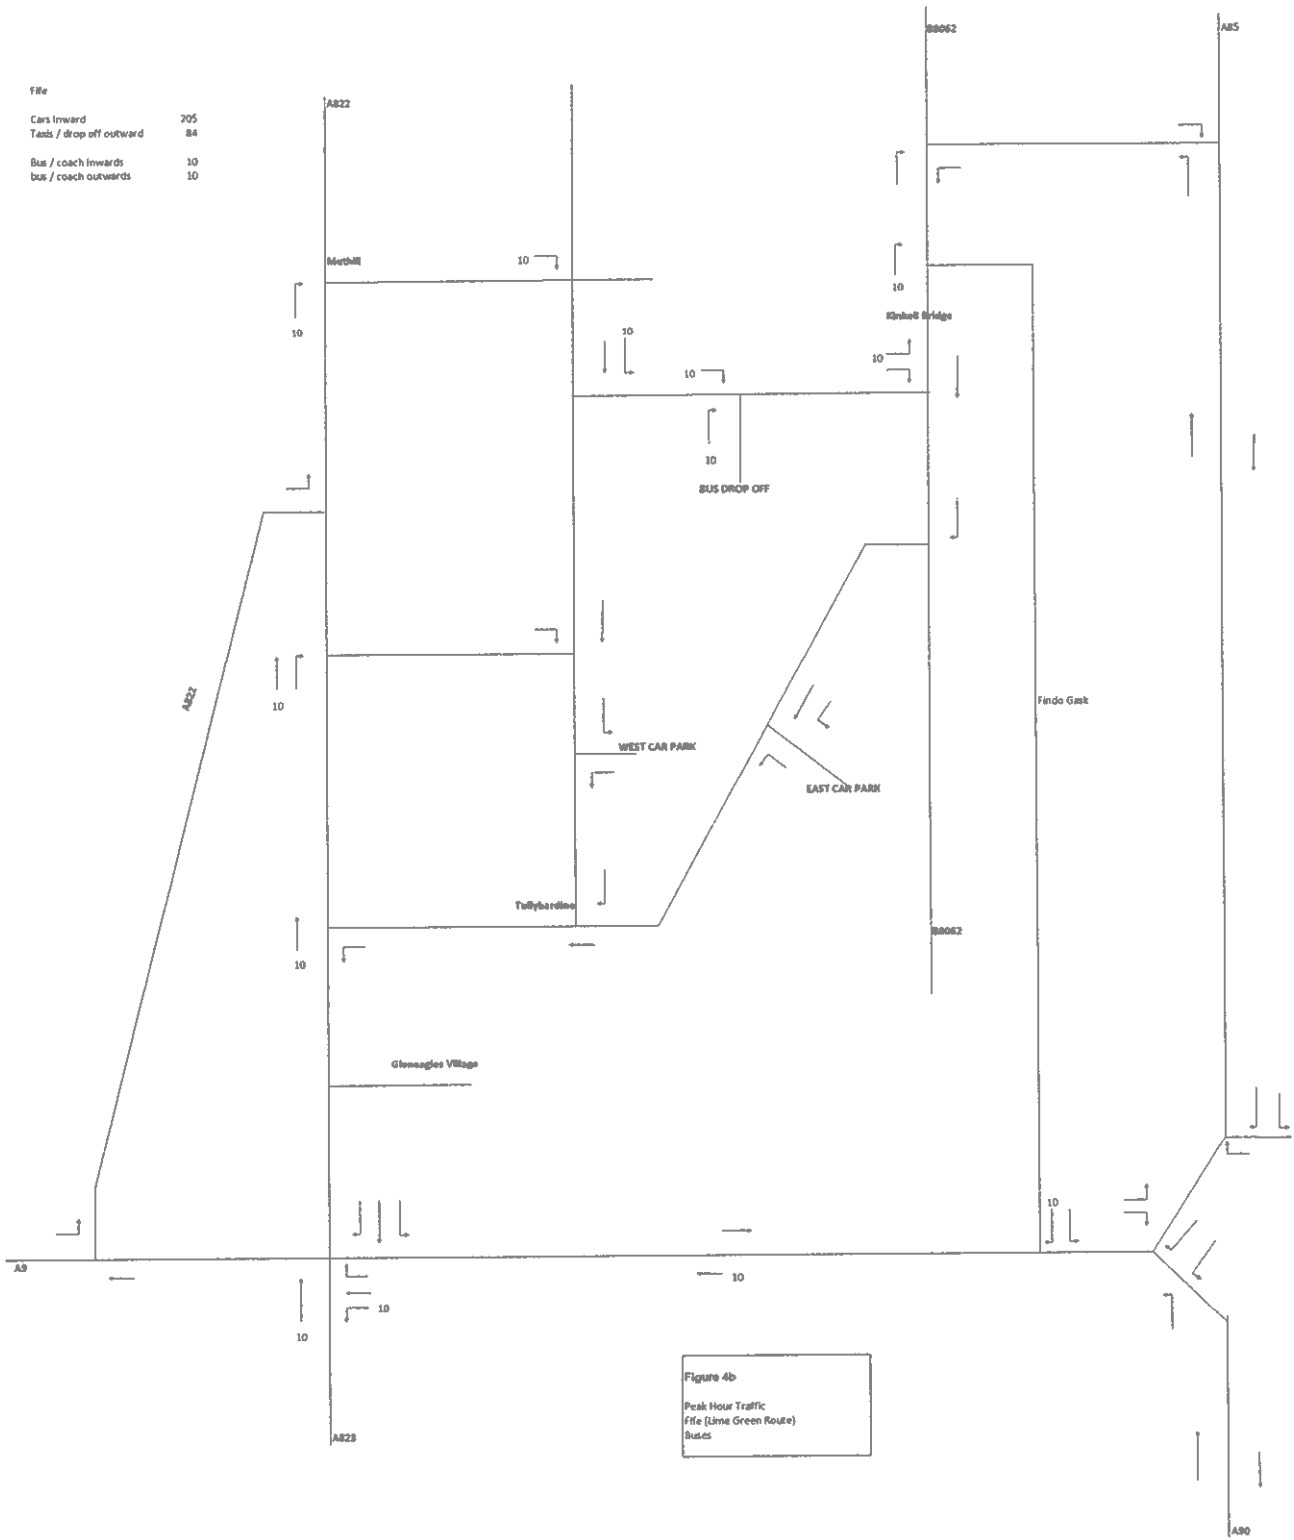 B8062
A85
Fife
A822
Cars Inward 205
Taxis / drop off outward 84
Bus / coach Inwards 10
bus / coach outwards 10
Muthill
10
10
10
Kinkell Bridge
10
10
10
10
10
BUS DROP OFF
A822
10
Findo Gask
WEST CAR PARK
EAST CAR PARK
Tullybardine
B8062
10
Gleneagles Village
10
A9
10
10
10
Figure 4b
Peak Hour Traffic
Fife (Lime Green Route)
Buses
A823
A90